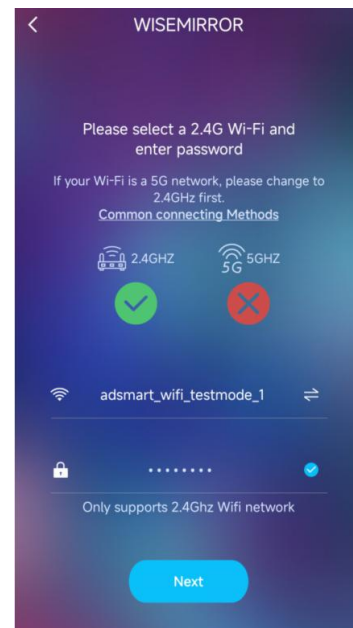 WISEMIRROR
Please select a 2.4G Wi-Fi and
enter password
If your Wi-Fi is a 5G network, please change to
2.4GHz first.
Common connecting Methods
2.4GHZ
5G 5GHZ
adsmart_wifi_testmode_1
••••••••
Only supports 2.4Ghz Wifi network
Next